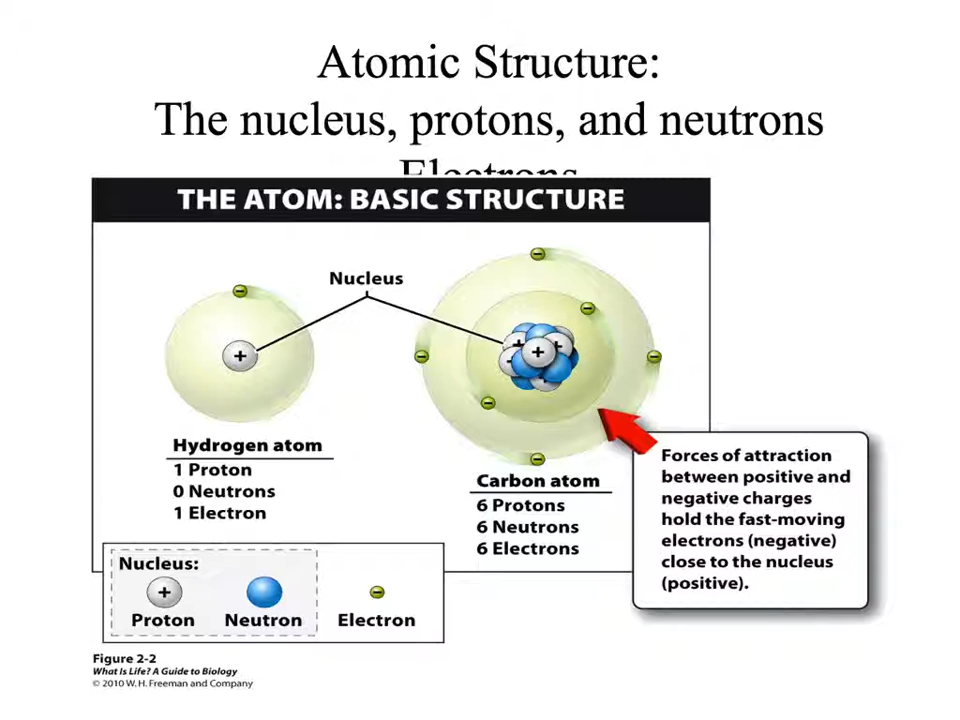 Atomic Structure:
The nucleus, protons, and neutrons
Electrons
THE ATOM: BASIC STRUCTURE
Nucleus
Hydrogen atom
1 Proton
0 Neutrons
1 Electron
Carbon atom
6 Protons
6 Neutrons
6 Electrons
Forces of attraction
between positive and
negative charges
hold the fast-moving
electrons (negative)
close to the nucleus
(positive).
Nucleus:
Proton Neutron Electron
Figure 2-2
What Is Life? A Guide to Biology
© 2010 W. H. Freeman and Company